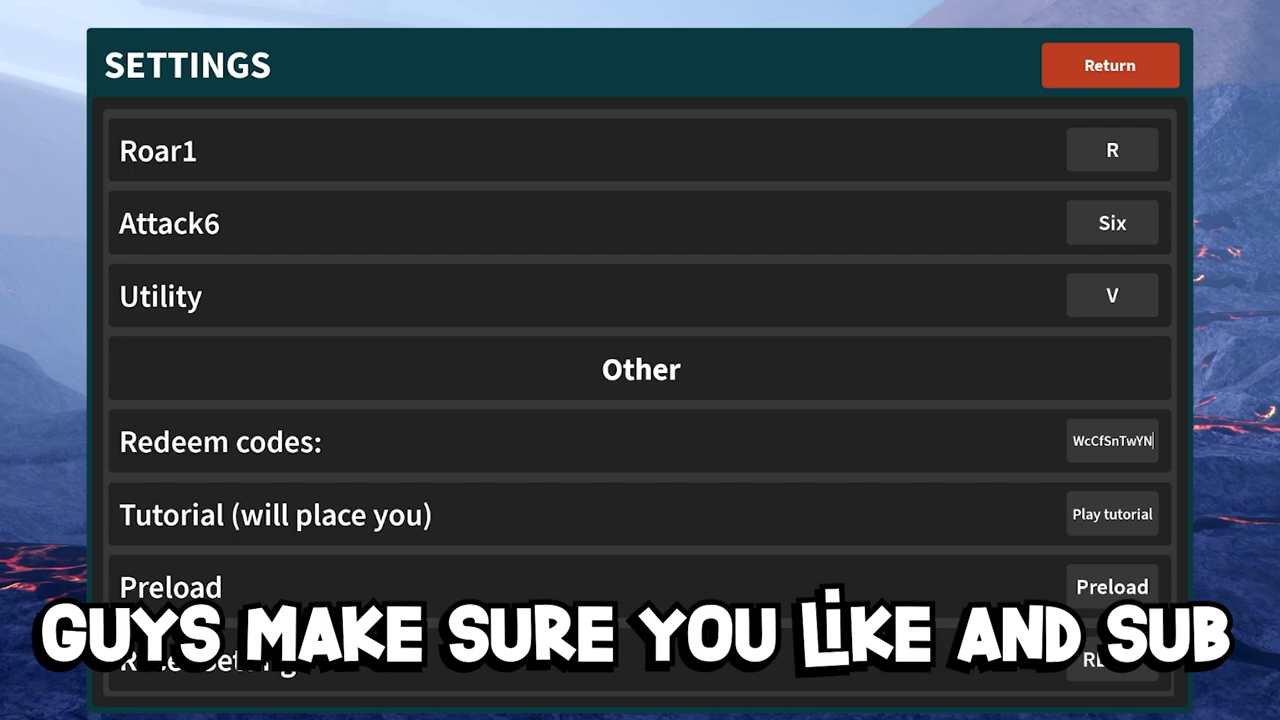 SETTINGS
Return
Roar1
R
Attack6
Six
Utility
V
Other
Redeem codes:
WcCfSnTwYN
Tutorial (will place you)
Play tutorial
Preload
Preload
GUYS MAKE SURE YOU LIKE AND SUB